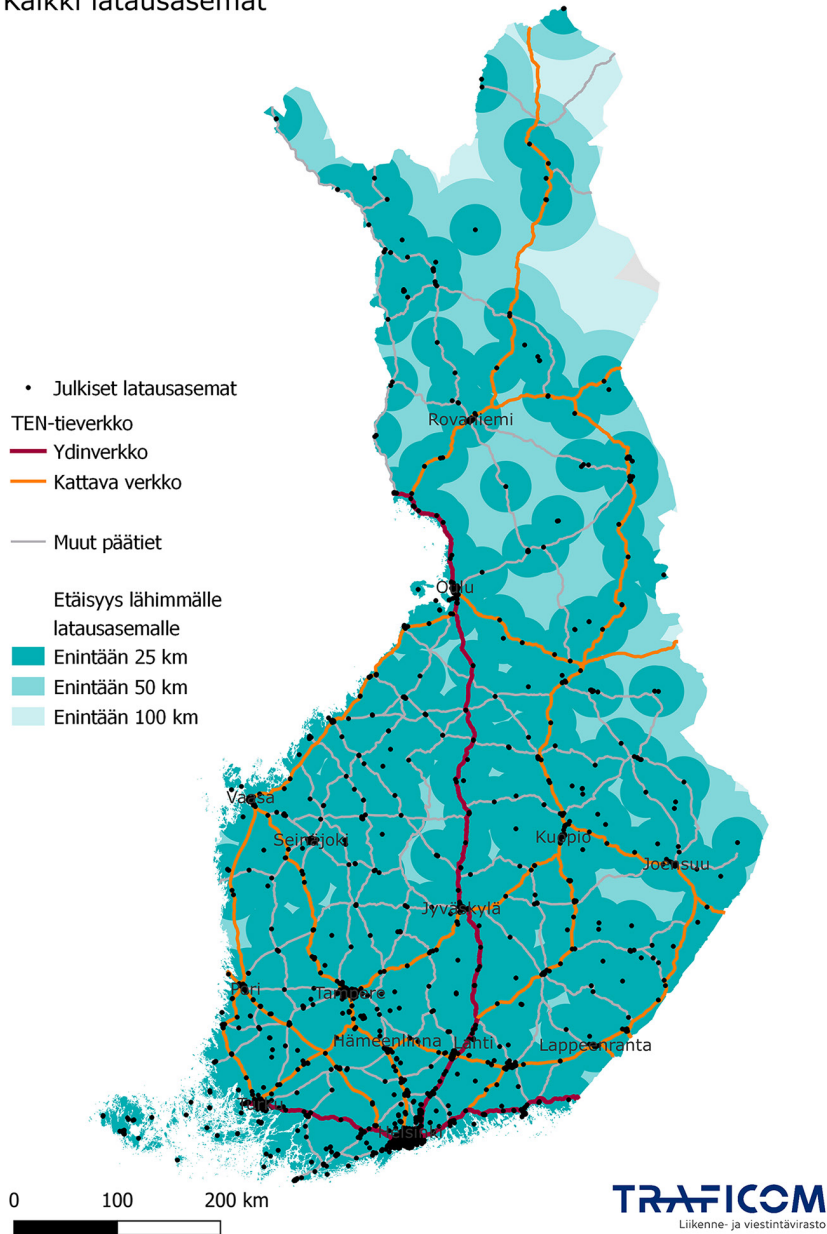 Kaikki latausasemat
Julkiset latausasemat
TEN-tieverkko
Ydinverkko
Kattava verkko
Muut päätiet
Etäisyys lähimmälle
latausasemalle
Enintään 25 km
Enintään 50 km
Enintään 100 km
Rovaniemi
Oulu
Vaasa
Seinäjoki
Kuopio
Joensuu
Jyväskylä
Pori
Tampere
Hämeenlinna
Lahti
Lappeenranta
Turku
Helsinki
0 100 200 km
TRAFICOM
Liikenne- ja viestintävirasto